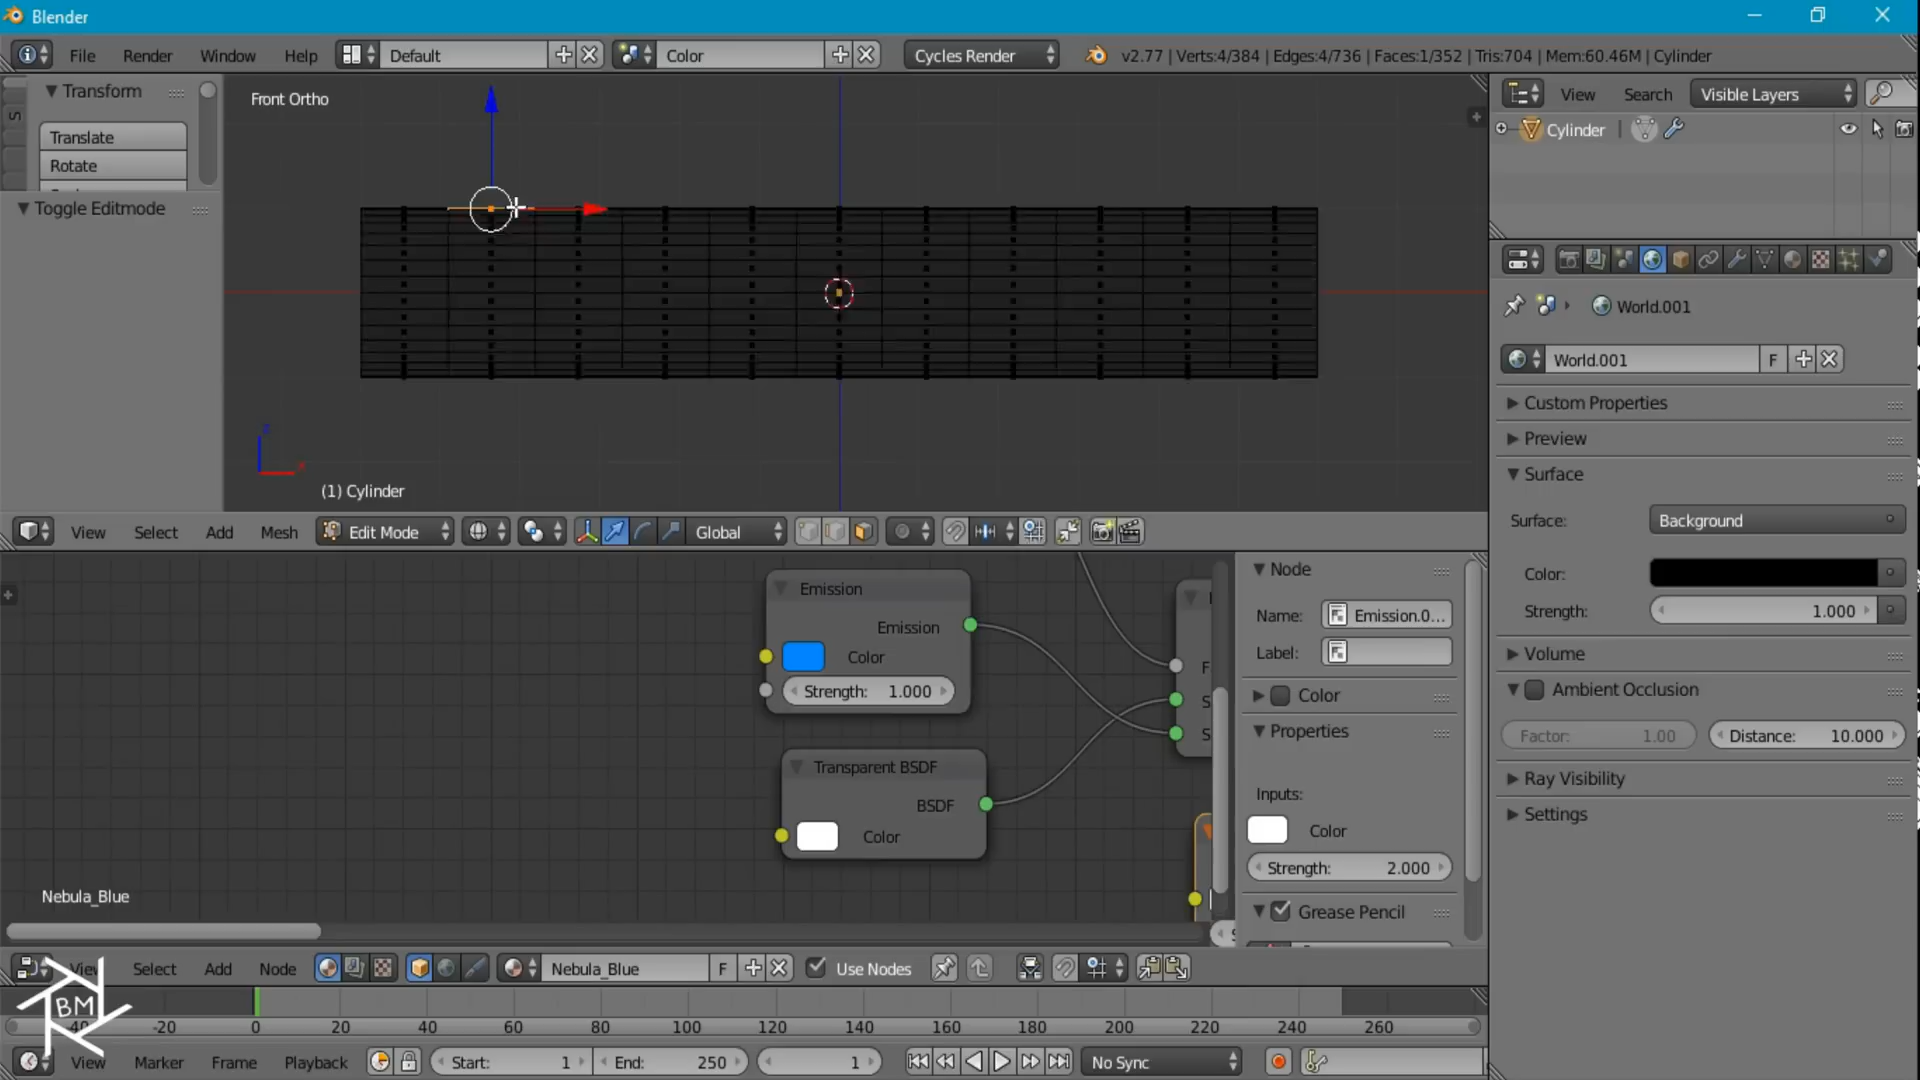 Blender
File Render Window Help Default Color Cycles Render v2.77 | Verts:4/384 | Edges:4/736 | Faces:1/352 | Tris:704 | Mem:60.46M | Cylinder
Transform
Translate
Rotate
Toggle Editmode
Front Ortho
(1) Cylinder
View Search Visible Layers
Cylinder
World.001
World.001 F
Custom Properties
Preview
Surface
Surface: Background
Color:
Strength: 1.000
Volume
Ambient Occlusion
Factor: 1.00 Distance: 10.000
Ray Visibility
Settings
View Select Add Mesh Edit Mode Global
Emission
Emission
Color
Strength: 1.000
Transparent BSDF
BSDF
Color
Nebula_Blue
Node
Name: Emission.0...
Label:
Color
Properties
Inputs:
Color
Strength: 2.000
Grease Pencil
View Select Add Node Nebula_Blue F Use Nodes
BM
-40 -20 0 20 40 60 80 100 120 140 160 180 200 220 240 260
View Marker Frame Playback Start: 1 End: 250 1 No Sync